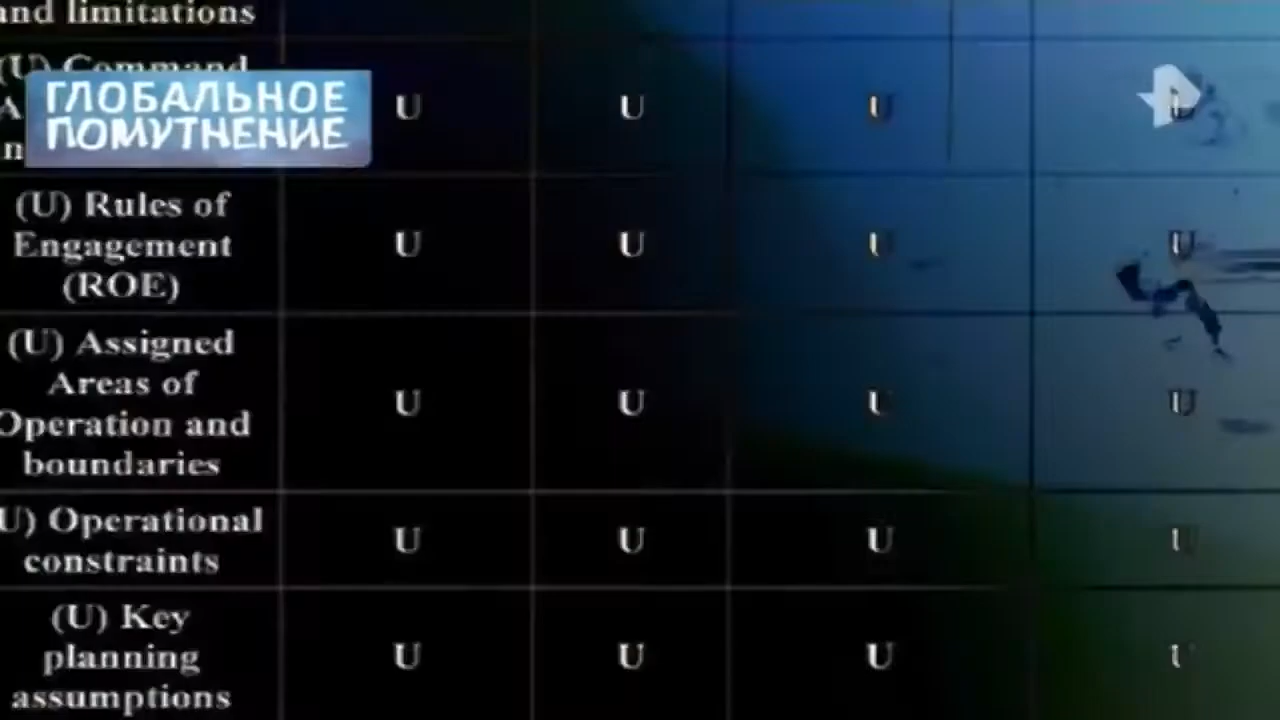 and limitations
(U) Command
ГЛОБАЛЬНОЕ
ПОМУТНЕНИЕ
U U U U
(U) Rules of
Engagement
(ROE)
U U U U
(U) Assigned
Areas of
Operation and
boundaries
U U U U
U) Operational
constraints
U U U U
(U) Key
planning
assumptions
U U U U